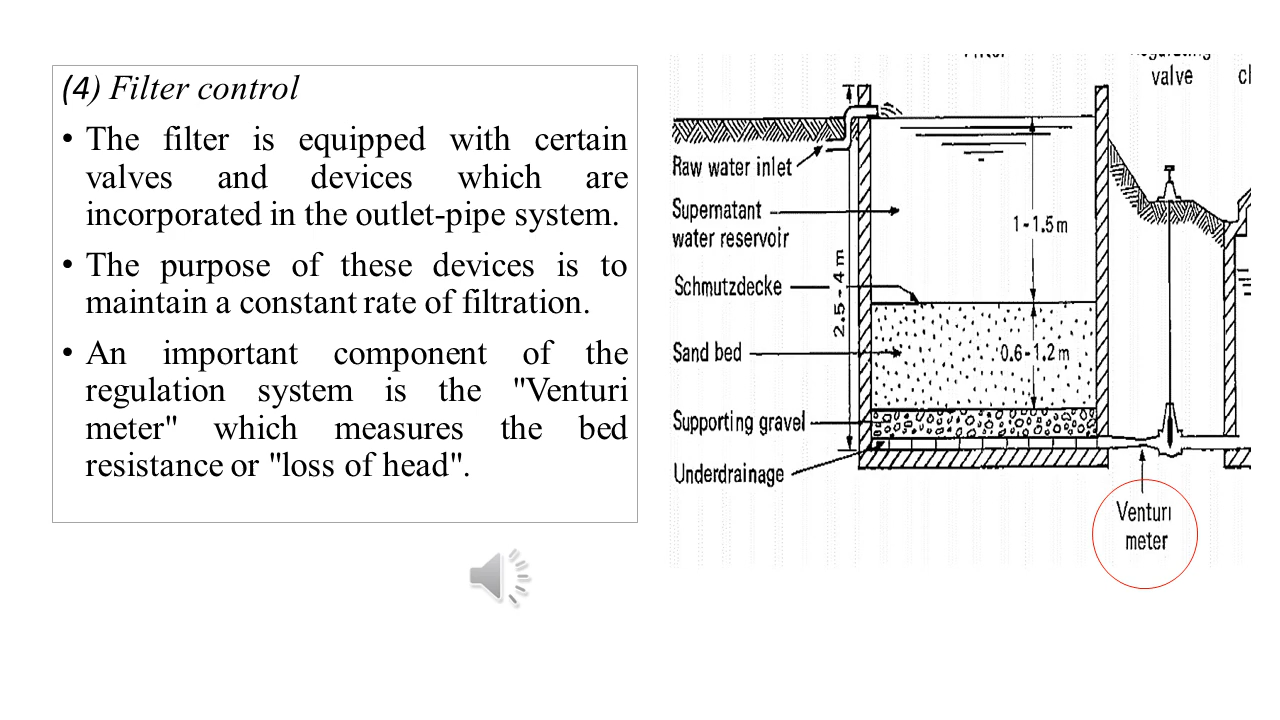 (4) Filter control
• The filter is equipped with certain
valves and devices which are
incorporated in the outlet-pipe system.
• The purpose of these devices is to
maintain a constant rate of filtration.
• An important component of the
regulation system is the "Venturi
meter" which measures the bed
resistance or "loss of head".
valve
Raw water inlet
Supernatant
water reservoir
1-1.5m
Schmutzdecke
2.5-4m
Sand bed
0.6-1.2m
Supporting gravel
Underdrainage
Venturi
meter